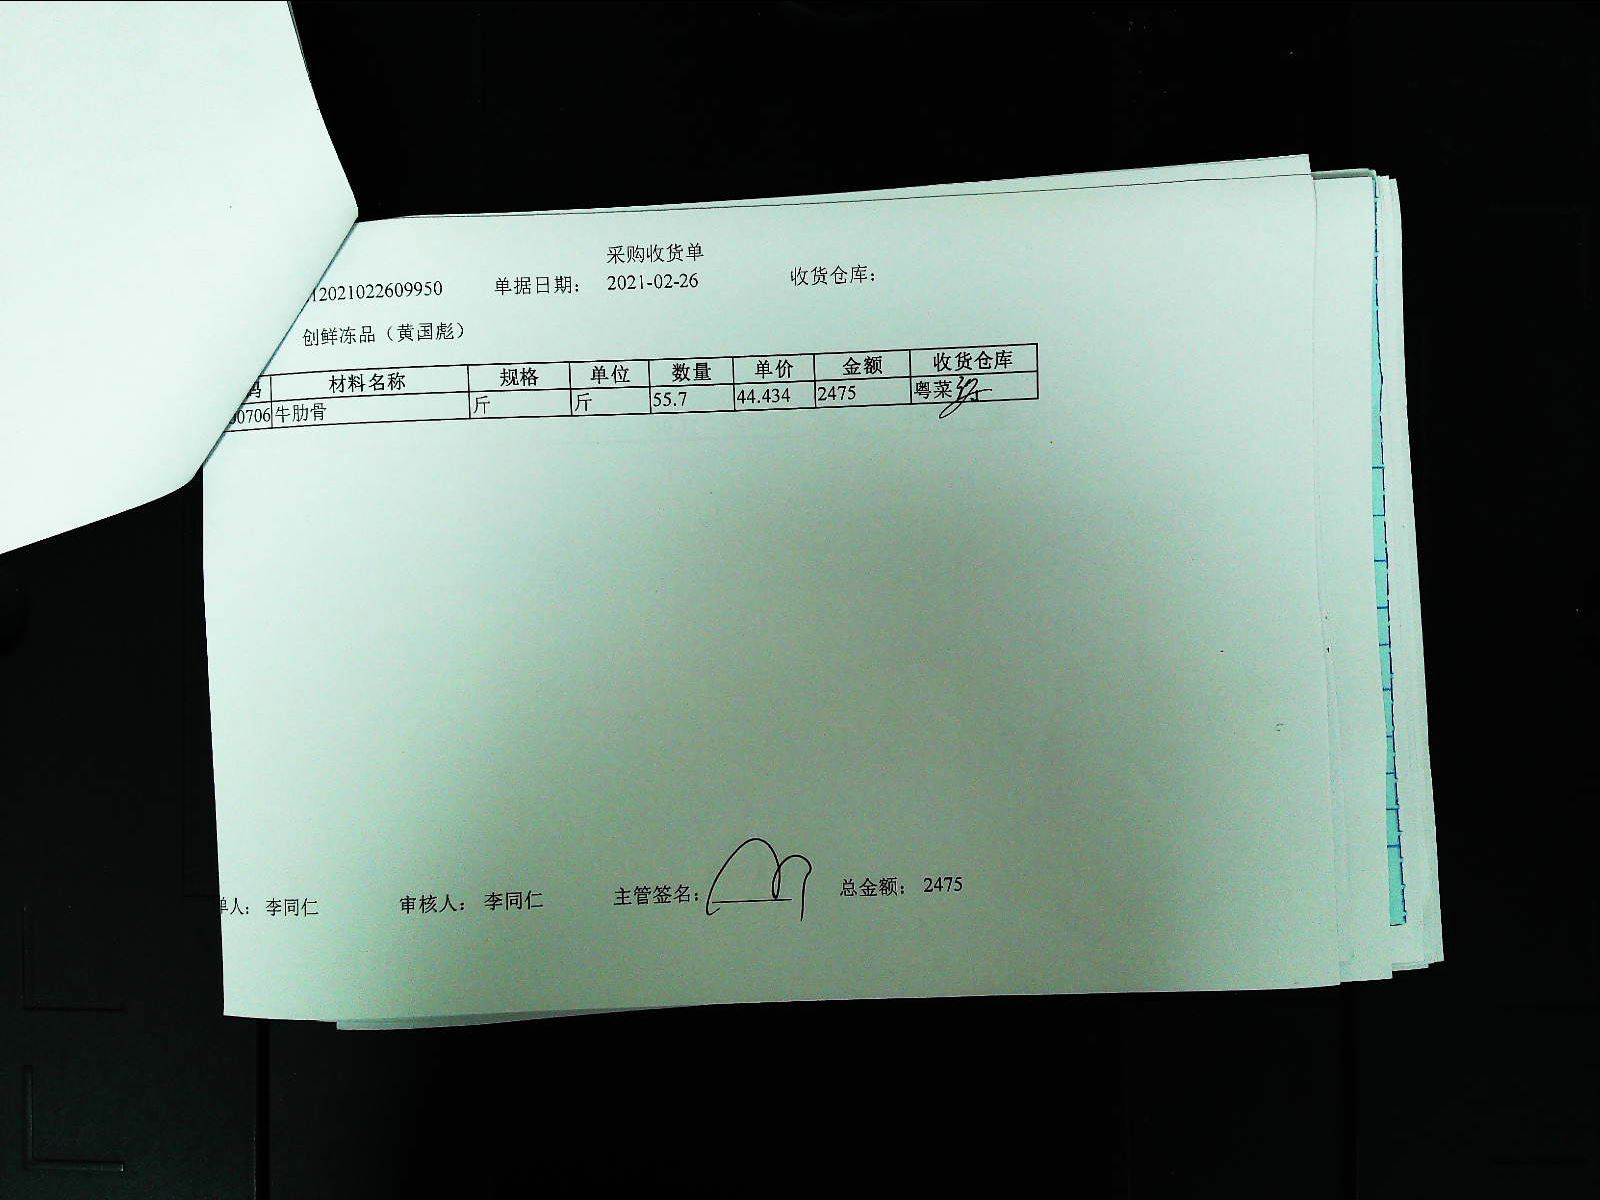 采购收货单
12021022609950 单据日期： 2021-02-26 收货仓库：
创鲜冻品（黄国彪）
码 材料名称 规格 单位 数量 单价 金额 收货仓库
00706 牛肋骨 斤 斤 55.7 44.434 2475 粤菜
单人： 李同仁 审核人： 李同仁 主管签名： 总金额： 2475